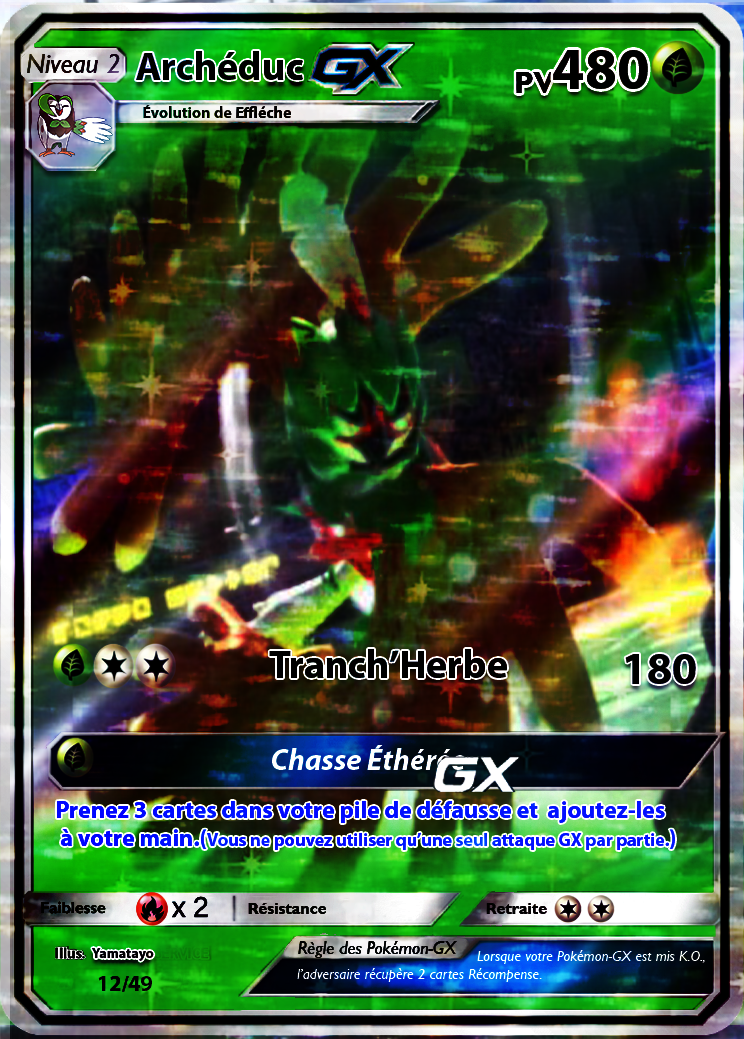 Niveau 2 Archéduc GX PV480
Évolution de Effléche
Tranch'Herbe 180
Chasse Éthérée GX
Prenez 3 cartes dans votre pile de défausse et ajoutez-les
à votre main.(Vous ne pouvez utiliser qu'une seul attaque GX par partie.)
Faiblesse x 2 Résistance Retraite
Illus. Yamatayo
12/49
Règle des Pokémon-GX Lorsque votre Pokémon-GX est mis K.O.,
l'adversaire récupère 2 cartes Récompense.